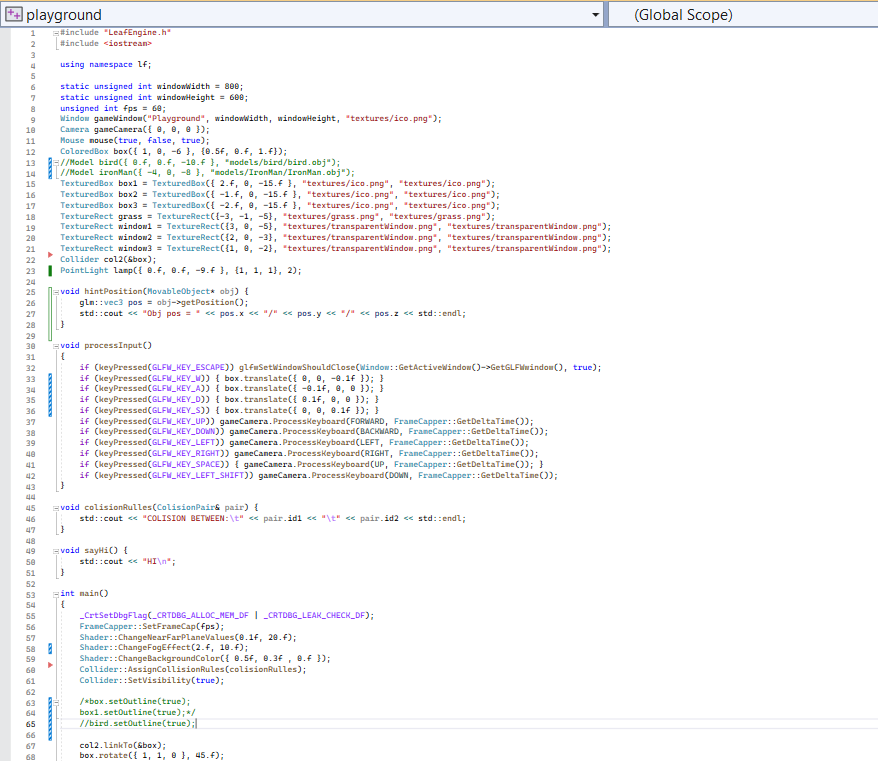 playground (Global Scope)
1 #include "LeafEngine.h"
2 #include <iostream>
3
4 using namespace lf;
5
6 static unsigned int windowWidth = 800;
7 static unsigned int windowHeight = 600;
8 unsigned int fps = 60;
9 Window gameWindow("Playground", windowWidth, windowHeight, "textures/ico.png");
10 Camera gameCamera({ 0, 0, 0 });
11 Mouse mouse(true, false, true);
12 ColoredBox box({ 1, 0, -6 }, {0.5f, 0.f, 1.f});
13 //Model bird({ 0.f, 0.f, -10.f }, "models/bird/bird.obj");
14 //Model ironMan({ -4, 0, -8 }, "models/IronMan/IronMan.obj");
15 TexturedBox box1 = TexturedBox({ 2.f, 0, -15.f }, "textures/ico.png", "textures/ico.png");
16 TexturedBox box2 = TexturedBox({ -1.f, 0, -15.f }, "textures/ico.png", "textures/ico.png");
17 TexturedBox box3 = TexturedBox({ -2.f, 0, -15.f }, "textures/ico.png", "textures/ico.png");
18 TextureRect grass = TextureRect({-3, -1, -5}, "textures/grass.png", "textures/grass.png");
19 TextureRect window1 = TextureRect({3, 0, -5}, "textures/transparentWindow.png", "textures/transparentWindow.png");
20 TextureRect window2 = TextureRect({2, 0, -3}, "textures/transparentWindow.png", "textures/transparentWindow.png");
21 TextureRect window3 = TextureRect({1, 0, -2}, "textures/transparentWindow.png", "textures/transparentWindow.png");
22 Collider col2(&box);
23 PointLight lamp({ 0.f, 0.f, -9.f }, {1, 1, 1}, 2);
24
25 void hintPosition(MovableObject* obj) {
26 glm::vec3 pos = obj->getPosition();
27 std::cout << "Obj pos = " << pos.x << "/" << pos.y << "/" << pos.z << std::endl;
28 }
29
30 void processInput()
31 {
32 if (keyPressed(GLFW_KEY_ESCAPE)) glfwSetWindowShouldClose(Window::GetActiveWindow()->GetGLFWwindow(), true);
33 if (keyPressed(GLFW_KEY_W)) { box.translate({ 0, 0, -0.1f }); }
34 if (keyPressed(GLFW_KEY_A)) { box.translate({ -0.1f, 0, 0 }); }
35 if (keyPressed(GLFW_KEY_D)) { box.translate({ 0.1f, 0, 0 }); }
36 if (keyPressed(GLFW_KEY_S)) { box.translate({ 0, 0, 0.1f }); }
37 if (keyPressed(GLFW_KEY_UP)) gameCamera.ProcessKeyboard(FORWARD, FrameCapper::GetDeltaTime());
38 if (keyPressed(GLFW_KEY_DOWN)) gameCamera.ProcessKeyboard(BACKWARD, FrameCapper::GetDeltaTime());
39 if (keyPressed(GLFW_KEY_LEFT)) gameCamera.ProcessKeyboard(LEFT, FrameCapper::GetDeltaTime());
40 if (keyPressed(GLFW_KEY_RIGHT)) gameCamera.ProcessKeyboard(RIGHT, FrameCapper::GetDeltaTime());
41 if (keyPressed(GLFW_KEY_SPACE)) { gameCamera.ProcessKeyboard(UP, FrameCapper::GetDeltaTime()); }
42 if (keyPressed(GLFW_KEY_LEFT_SHIFT)) gameCamera.ProcessKeyboard(DOWN, FrameCapper::GetDeltaTime());
43 }
44
45 void colisionRulles(ColisionPair& pair) {
46 std::cout << "COLISION BETWEEN:\t" << pair.id1 << "\t" << pair.id2 << std::endl;
47 }
48
49 void sayHi() {
50 std::cout << "HI\n";
51 }
52
53 int main()
54 {
55 _CrtSetDbgFlag(_CRTDBG_ALLOC_MEM_DF | _CRTDBG_LEAK_CHECK_DF);
56 FrameCapper::SetFrameCap(fps);
57 Shader::ChangeNearFarPlaneValues(0.1f, 20.f);
58 Shader::ChangeFogEffect(2.f, 10.f);
59 Shader::ChangeBackgroundColor({ 0.5f, 0.3f , 0.f });
60 Collider::AssignCollisionRules(colisionRulles);
61 Collider::SetVisibility(true);
62
63 /*box.setOutline(true);
64 box1.setOutline(true);*/
65 //bird.setOutline(true);
66
67 col2.linkTo(&box);
68 box.rotate({ 1, 1, 0 }, 45.f);